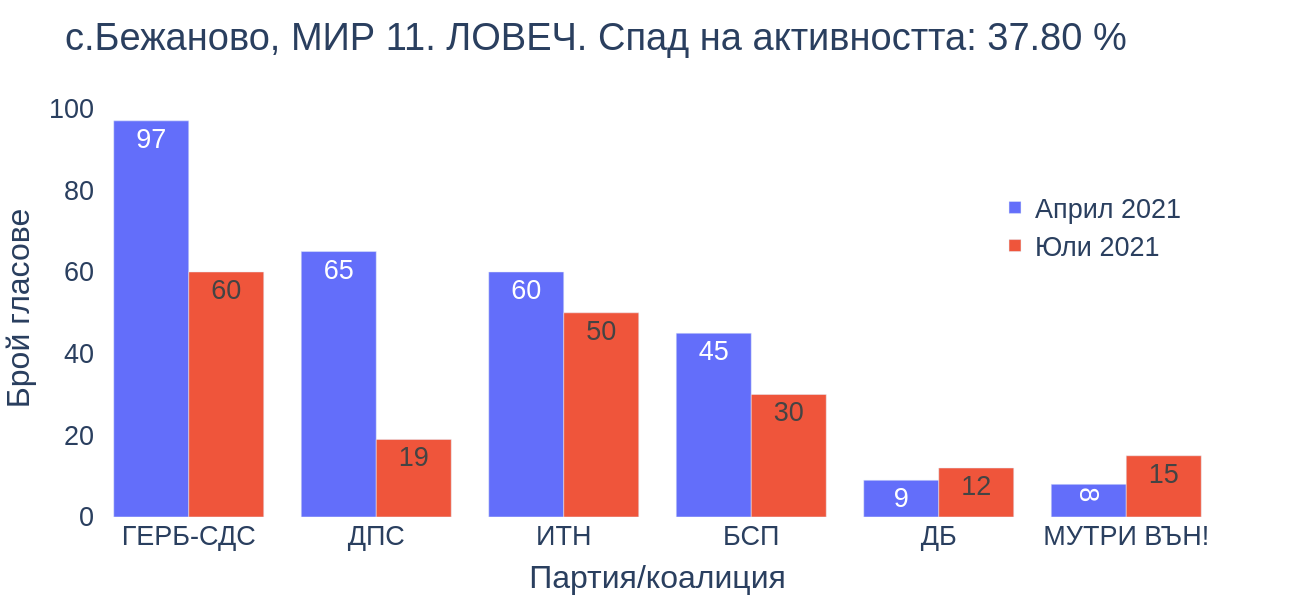 с.Бежаново, МИР 11. ЛОВЕЧ. Спад на активността: 37.80 %
Брой гласове
100
80
60
40
20
0
97
60
65
19
60
50
45
30
9
12
8
15
Април 2021
Юли 2021
ГЕРБ-СДС
ДПС
ИТН
БСП
ДБ
МУТРИ ВЪН!
Партия/коалиция